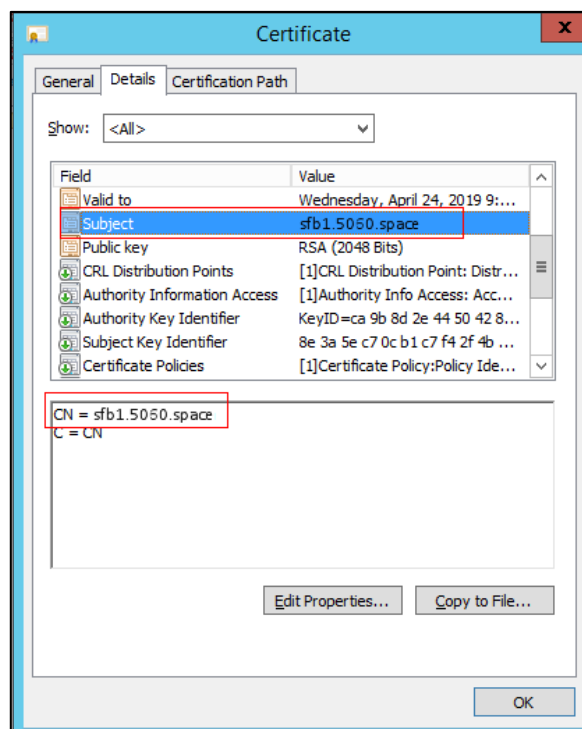 Certificate
x
General Details Certification Path
Show: <All>
Field Value
Valid to Wednesday, April 24, 2019 9:...
Subject sfb1.5060.space
Public key RSA (2048 Bits)
CRL Distribution Points [1]CRL Distribution Point: Distr...
Authority Information Access [1]Authority Info Access: Acc...
Authority Key Identifier KeyID=ca 9b 8d 2e 44 50 42 8...
Subject Key Identifier 8e 3a 5e c7 0c b1 c7 f4 2f 4b ...
Certificate Policies [1]Certificate Policy:Policy Ide...
CN = sfb1.5060.space
C = CN
Edit Properties... Copy to File...
OK